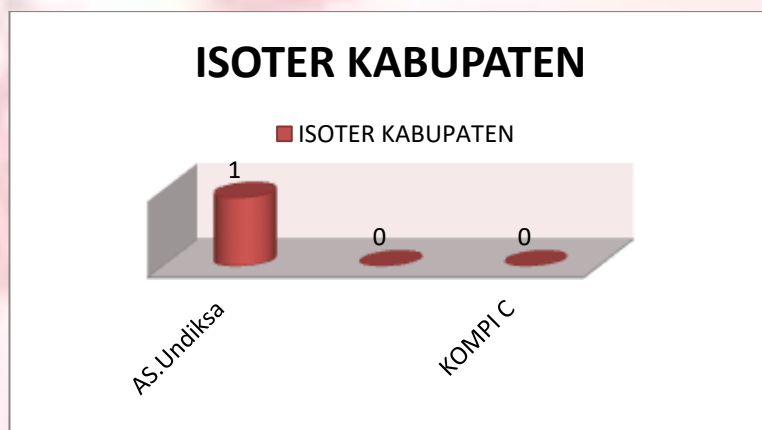 ISOTER KABUPATEN
ISOTER KABUPATEN
1
0
0
AS.Undiksa
KOMPI C